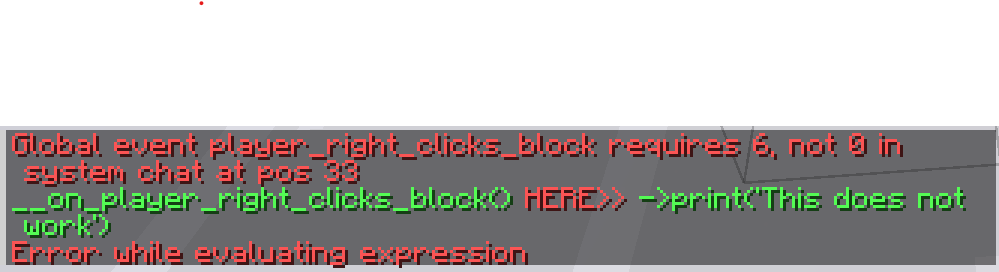 Global event player_right_clicks_block requires 6, not 0 in
system chat at pos 33
__on_player_right_clicks_block() HERE>> ->print("This does not
work")
Error while evaluating expression